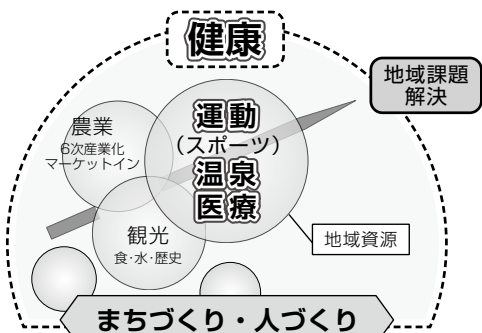 健康
地域課題
解決
農業
6次産業化
マーケットイン
運動
(スポーツ)
温泉
医療
観光
食･水･歴史
地域資源
まちづくり・人づくり